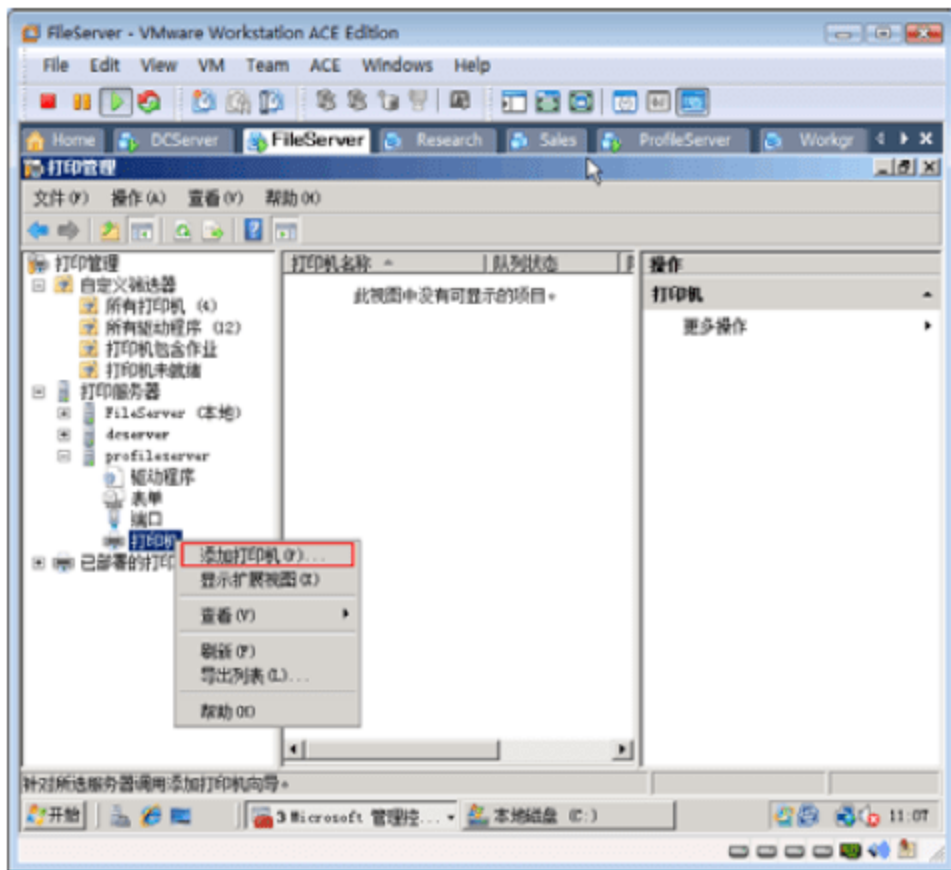 FileServer - VMware Workstation ACE Edition
File Edit View VM Team ACE Windows Help
Home DCServer FileServer Research Sales ProfileServer Workgr
打印管理
文件(F) 操作(A) 查看(V) 帮助(H)
打印管理
自定义筛选器
所有打印机 (4)
所有驱动程序 (12)
打印机包含作业
打印机未就绪
打印服务器
FileServer (本地)
dcserver
profileserver
驱动程序
表单
端口
打印机
已部署的打印
打印机名称 队列状态
此视图中没有可显示的项目。
操作
打印机
更多操作
添加打印机(P)...
显示扩展视图(X)
查看(V)
刷新(F)
导出列表(L)...
帮助(H)
针对所选服务器调用添加打印机向导。
开始 3 Microsoft 管理控... 本地磁盘 (C:) 11:07